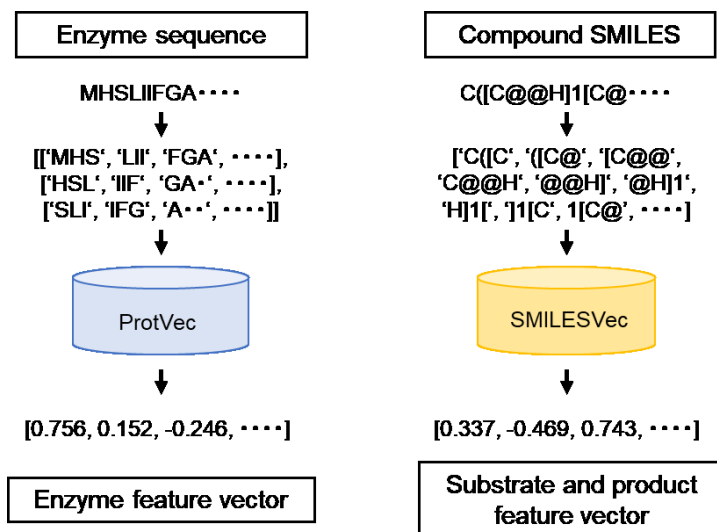 Enzyme sequence
MHSLIIFGA････
[['MHS‘, ‘LII‘, ‘FGA‘, ････],
[‘HSL‘, ‘IIF‘, ‘GA･‘, ････],
[‘SLI‘, ‘IFG‘, ‘A･･‘, ････]]
ProtVec
[0.756, 0.152, -0.246, ････]
Enzyme feature vector
Compound SMILES
C([C@@H]1[C@････
[‘C([C‘, ‘([C@‘, ‘[C@@‘,
‘C@@H‘, ‘@@H]‘, ‘@H]1‘,
‘H]1[‘, ‘]1[C‘, 1[C@’, ････]
SMILESVec
[0.337, -0.469, 0.743, ････]
Substrate and product
feature vector